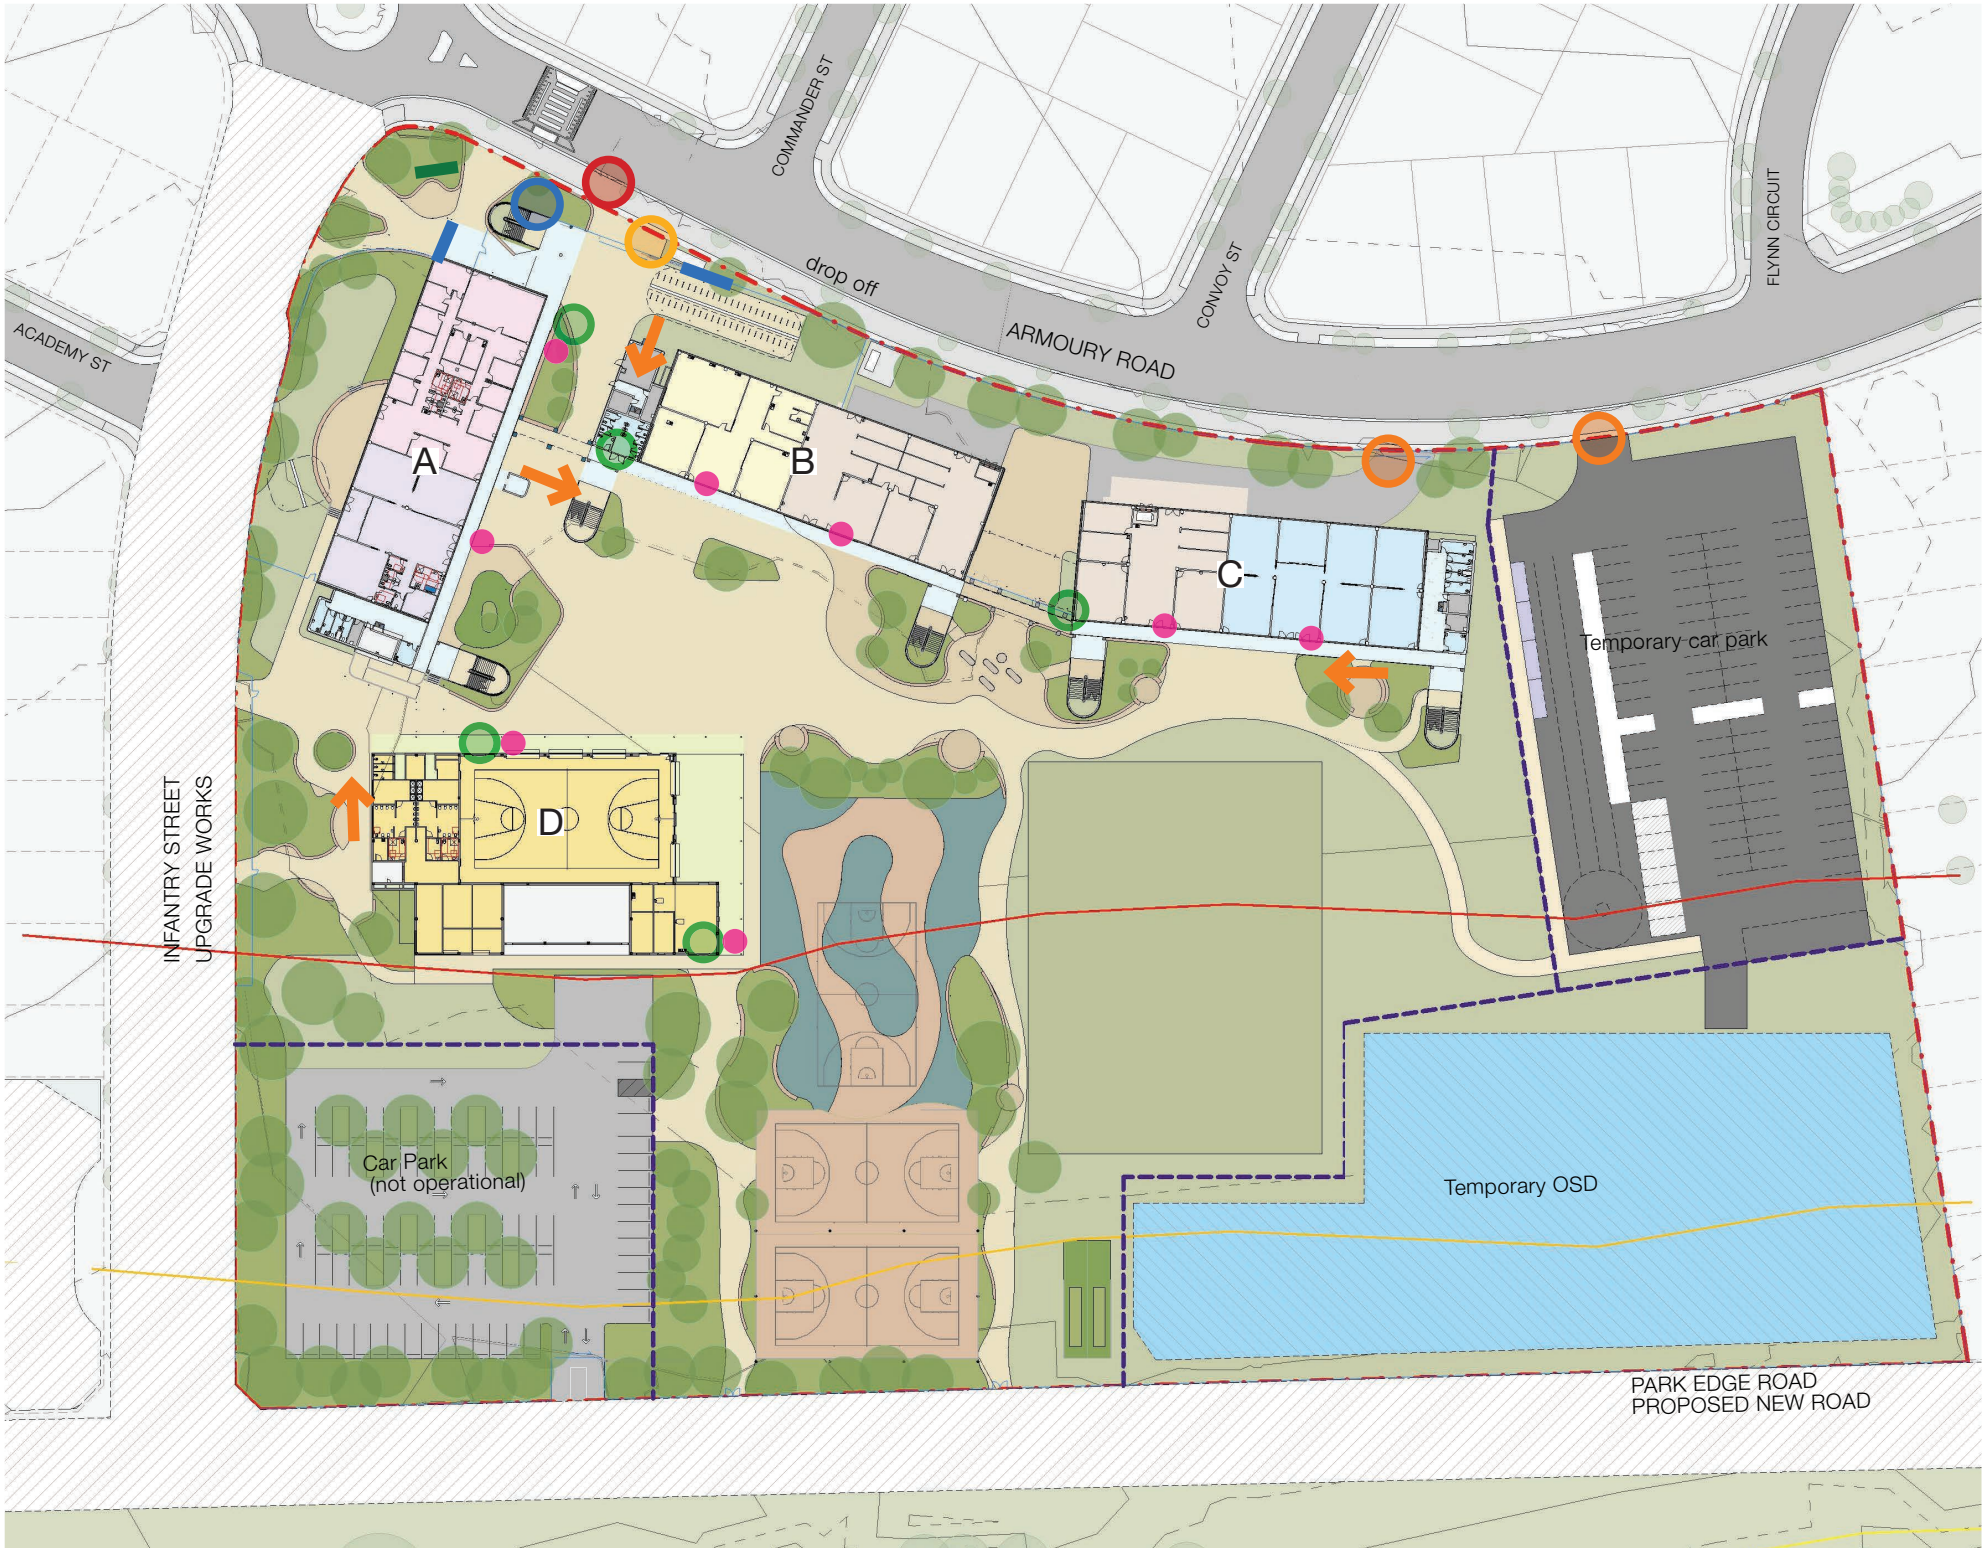 COMMANDER ST
FLYNN CIRCUIT
CONVOY ST
drop off
ARMOURY ROAD
ACADEMY ST
A
B
C
Temporary car park
D
INFANTRY STREET
UPGRADE WORKS
Car Park
(not operational)
Temporary OSD
PARK EDGE ROAD
PROPOSED NEW ROAD